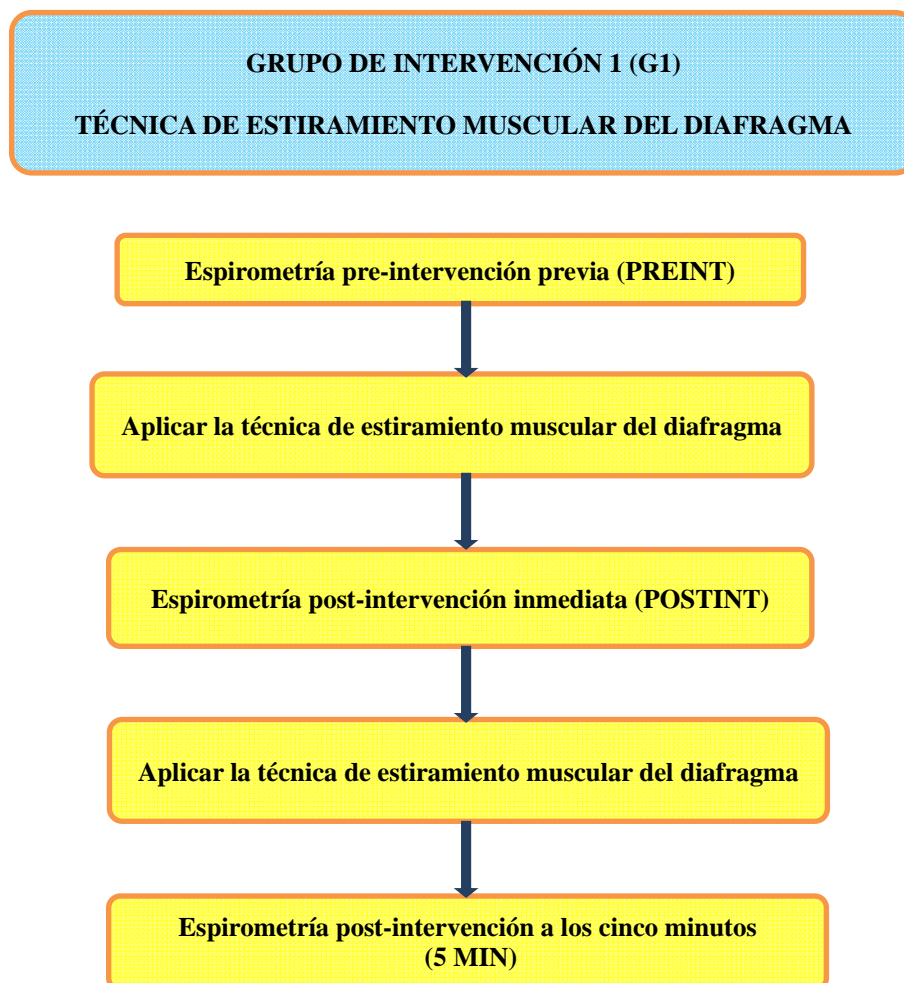 GRUPO DE INTERVENCIÓN 1 (G1)
TÉCNICA DE ESTIRAMIENTO MUSCULAR DEL DIAFRAGMA
Espirometría pre-intervención previa (PREINT)
Aplicar la técnica de estiramiento muscular del diafragma
Espirometría post-intervención inmediata (POSTINT)
Aplicar la técnica de estiramiento muscular del diafragma
Espirometría post-intervención a los cinco minutos
(5 MIN)